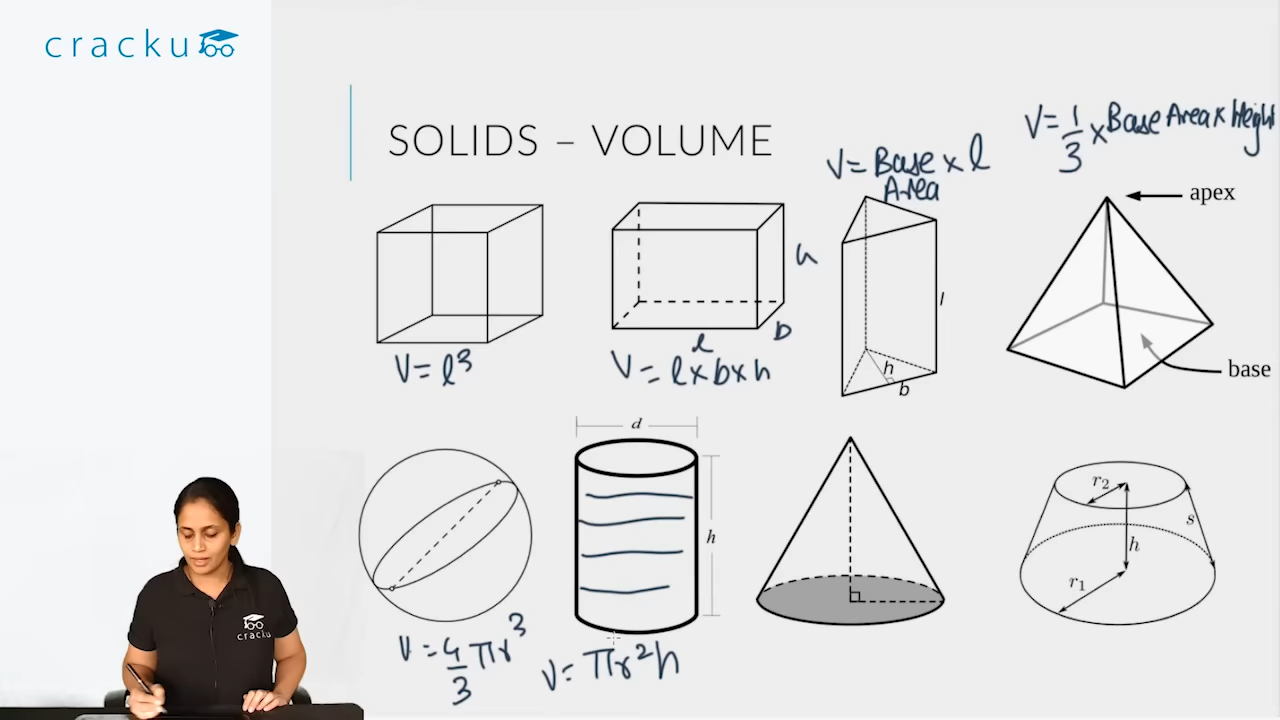 cracku
SOLIDS – VOLUME
V = Base × l
Area
V = 1/3 × Base Area × Height
apex
h
l
b
l
h
b
base
V = l³
V = l × b × h
d
h
r₂
s
h
r₁
cracku
V = 4/3 πr³
V = πr²h